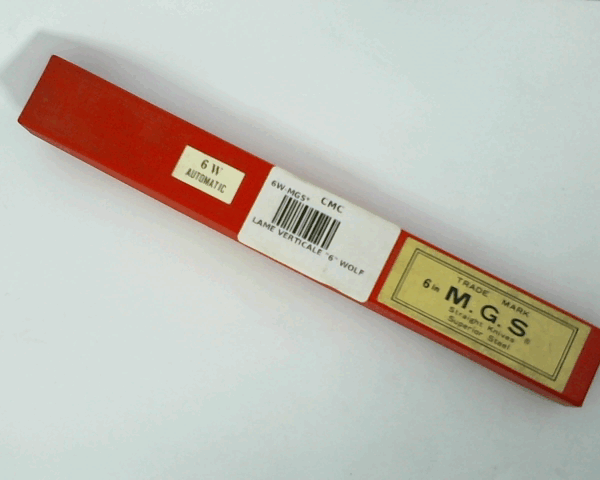 6 W
AUTOMATIC
6W-MGS* CMC
LAME VERTICALE "6" WOLF
TRADE MARK
6 in M.G.S®
Straight Knives
Superior Steel